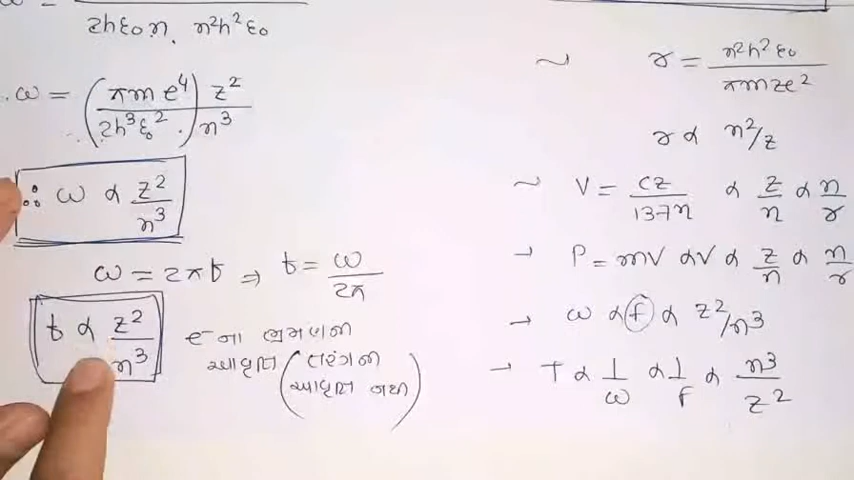 2hε₀n. n²h²ε₀
ω = (πme⁴ / 2h³ε₀²) z²/n³
∴ ω α z²/n³
ω = 2πf ⇒ f = ω/2π
f α z²/n³
e⁻ ના ભ્રમણની
આવૃત્તિ (તરંગની
આવૃત્તિ નથી)
~ r = n²h²ε₀ / πmze²
r α n²/z
~ V = cz/137n α z/n α n/r
→ P = mV αV α z/n α n/r
→ ω α f α z²/n³
→ T α 1/ω α 1/f α n³/z²